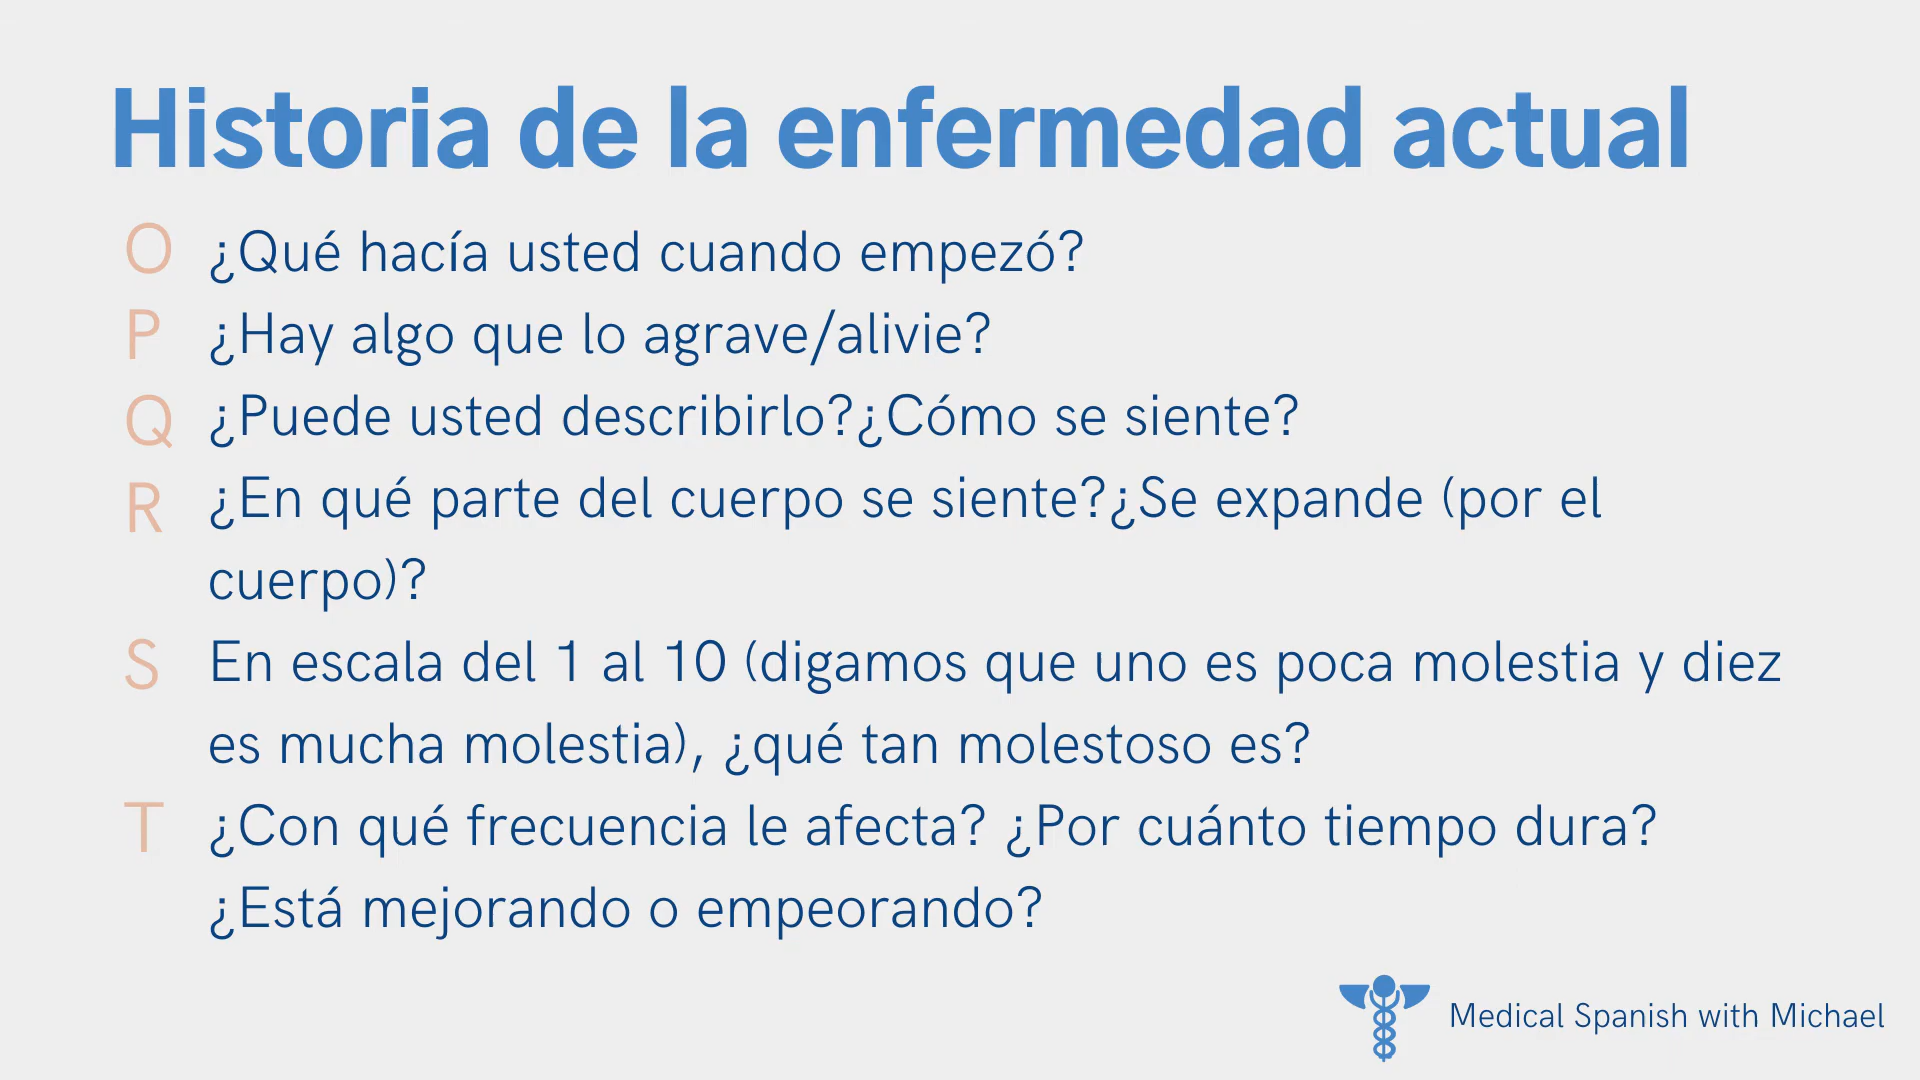 Historia de la enfermedad actual
O ¿Qué hacía usted cuando empezó?
P ¿Hay algo que lo agrave/alivie?
Q ¿Puede usted describirlo?¿Cómo se siente?
R ¿En qué parte del cuerpo se siente?¿Se expande (por el
cuerpo)?
S En escala del 1 al 10 (digamos que uno es poca molestia y diez
es mucha molestia), ¿qué tan molestoso es?
T ¿Con qué frecuencia le afecta? ¿Por cuánto tiempo dura?
¿Está mejorando o empeorando?
Medical Spanish with Michael